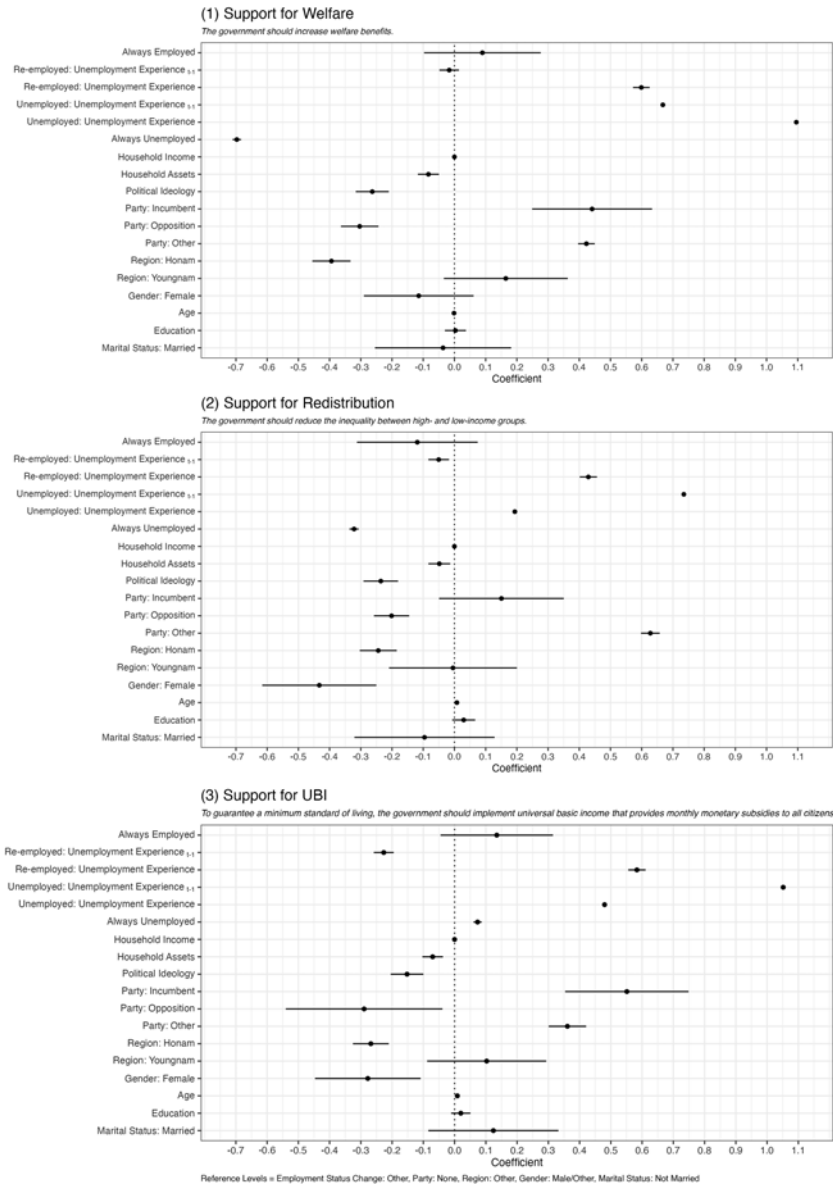 (1) Support for Welfare
The government should increase welfare benefits.
Always Employed
Re-employed: Unemployment Experience t-1
Re-employed: Unemployment Experience
Unemployed: Unemployment Experience t-1
Unemployed: Unemployment Experience
Always Unemployed
Household Income
Household Assets
Political Ideology
Party: Incumbent
Party: Opposition
Party: Other
Region: Honam
Region: Youngnam
Gender: Female
Age
Education
Marital Status: Married
-0.7 -0.6 -0.5 -0.4 -0.3 -0.2 -0.1 0.0 0.1 0.2 0.3 0.4 0.5 0.6 0.7 0.8 0.9 1.0 1.1
Coefficient
(2) Support for Redistribution
The government should reduce the inequality between high- and low-income groups.
Always Employed
Re-employed: Unemployment Experience t-1
Re-employed: Unemployment Experience
Unemployed: Unemployment Experience t-1
Unemployed: Unemployment Experience
Always Unemployed
Household Income
Household Assets
Political Ideology
Party: Incumbent
Party: Opposition
Party: Other
Region: Honam
Region: Youngnam
Gender: Female
Age
Education
Marital Status: Married
-0.7 -0.6 -0.5 -0.4 -0.3 -0.2 -0.1 0.0 0.1 0.2 0.3 0.4 0.5 0.6 0.7 0.8 0.9 1.0 1.1
Coefficient
(3) Support for UBI
To guarantee a minimum standard of living, the government should implement universal basic income that provides monthly monetary subsidies to all citizens
Always Employed
Re-employed: Unemployment Experience t-1
Re-employed: Unemployment Experience
Unemployed: Unemployment Experience t-1
Unemployed: Unemployment Experience
Always Unemployed
Household Income
Household Assets
Political Ideology
Party: Incumbent
Party: Opposition
Party: Other
Region: Honam
Region: Youngnam
Gender: Female
Age
Education
Marital Status: Married
-0.7 -0.6 -0.5 -0.4 -0.3 -0.2 -0.1 0.0 0.1 0.2 0.3 0.4 0.5 0.6 0.7 0.8 0.9 1.0 1.1
Coefficient
Reference Levels = Employment Status Change: Other, Party: None, Region: Other, Gender: Male/Other, Marital Status: Not Married